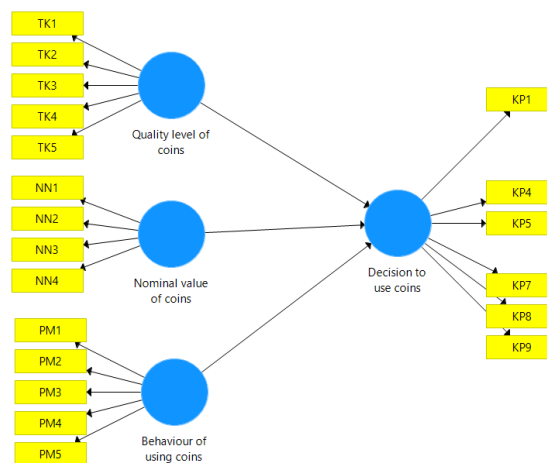 TK1
TK2
TK3
TK4
TK5
Quality level of
coins
NN1
NN2
NN3
NN4
Nominal value
of coins
PM1
PM2
PM3
PM4
PM5
Behaviour of
using coins
Decision to
use coins
KP1
KP4
KP5
KP7
KP8
KP9